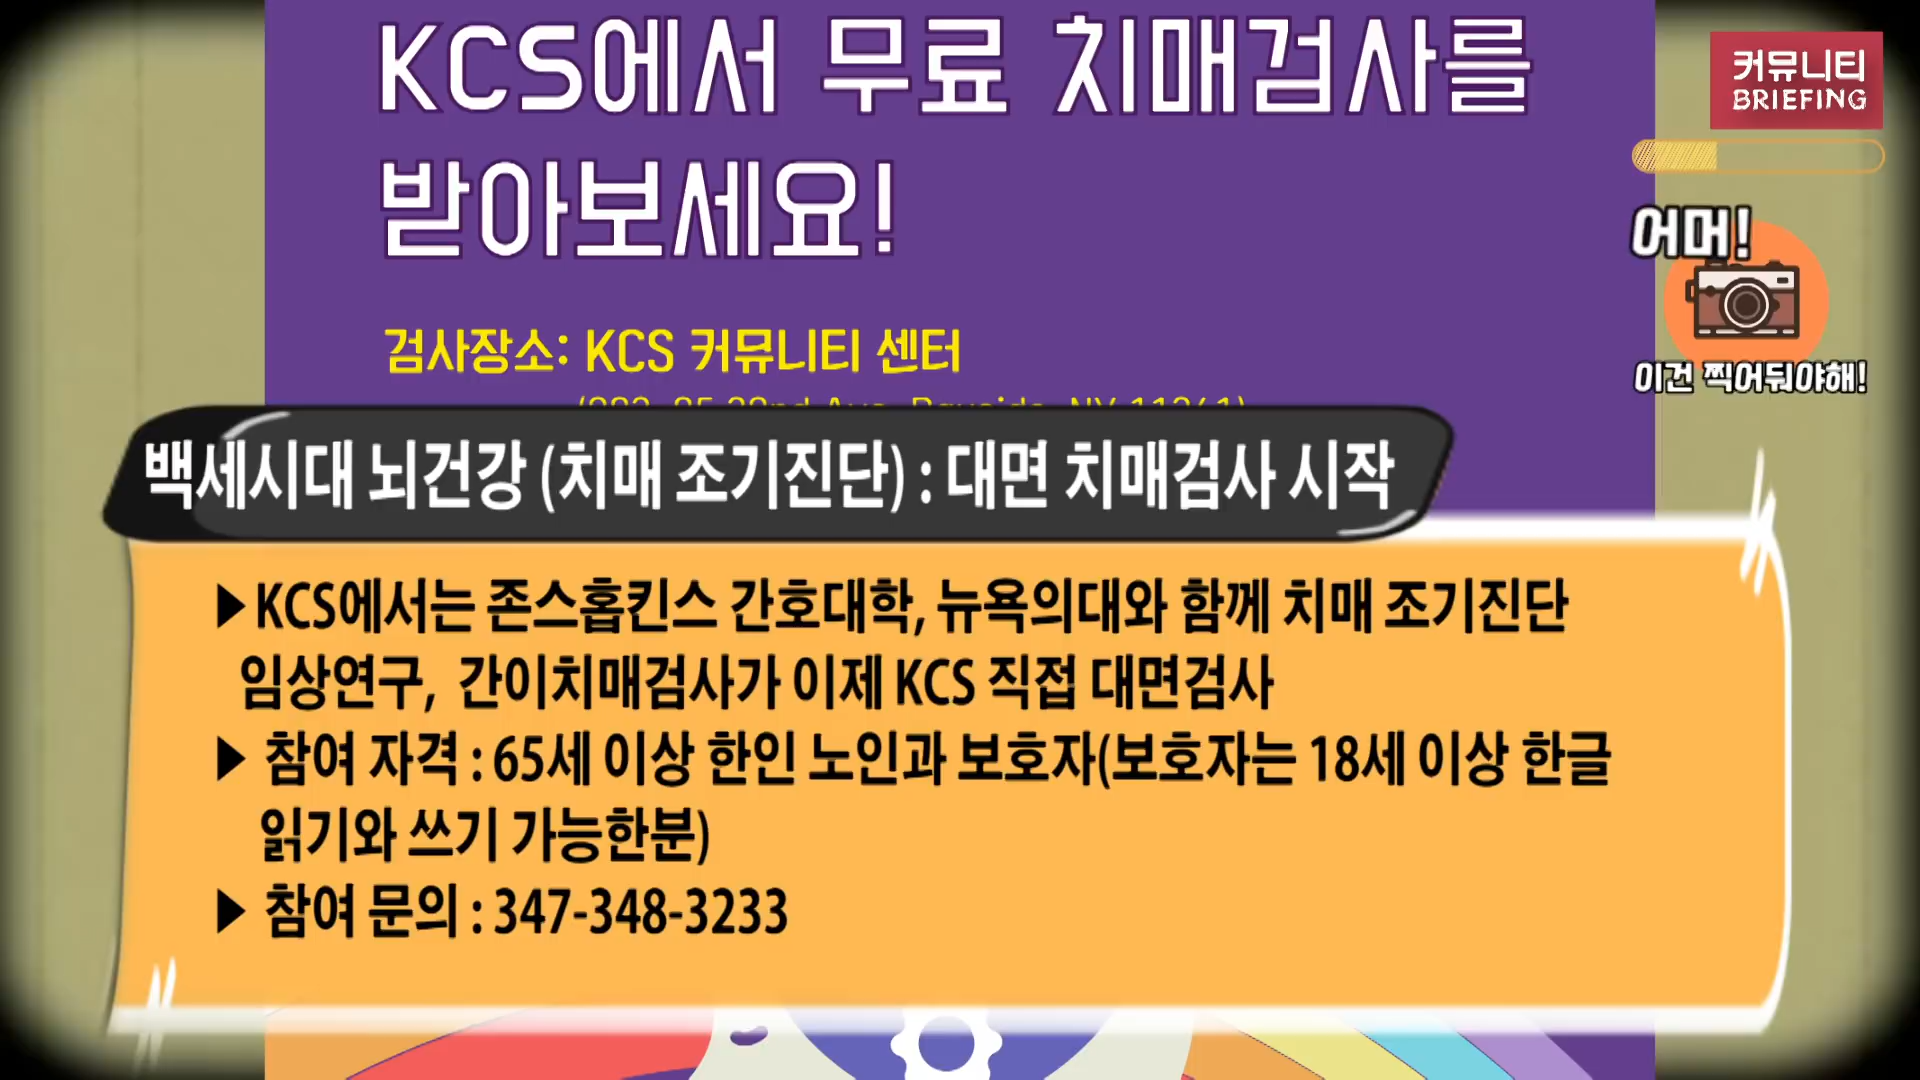 KCS에서 무료 치매검사를
받아보세요!
커뮤니티
BRIEFING
어머!
이건 찍어둬야해!
검사장소: KCS 커뮤니티 센터
백세시대 뇌건강 (치매 조기진단) : 대면 치매검사 시작
▶KCS에서는 존스홉킨스 간호대학, 뉴욕의대와 함께 치매 조기진단
임상연구, 간이치매검사가 이제 KCS 직접 대면검사
▶ 참여 자격 : 65세 이상 한인 노인과 보호자(보호자는 18세 이상 한글
읽기와 쓰기 가능한분)
▶ 참여 문의 : 347-348-3233